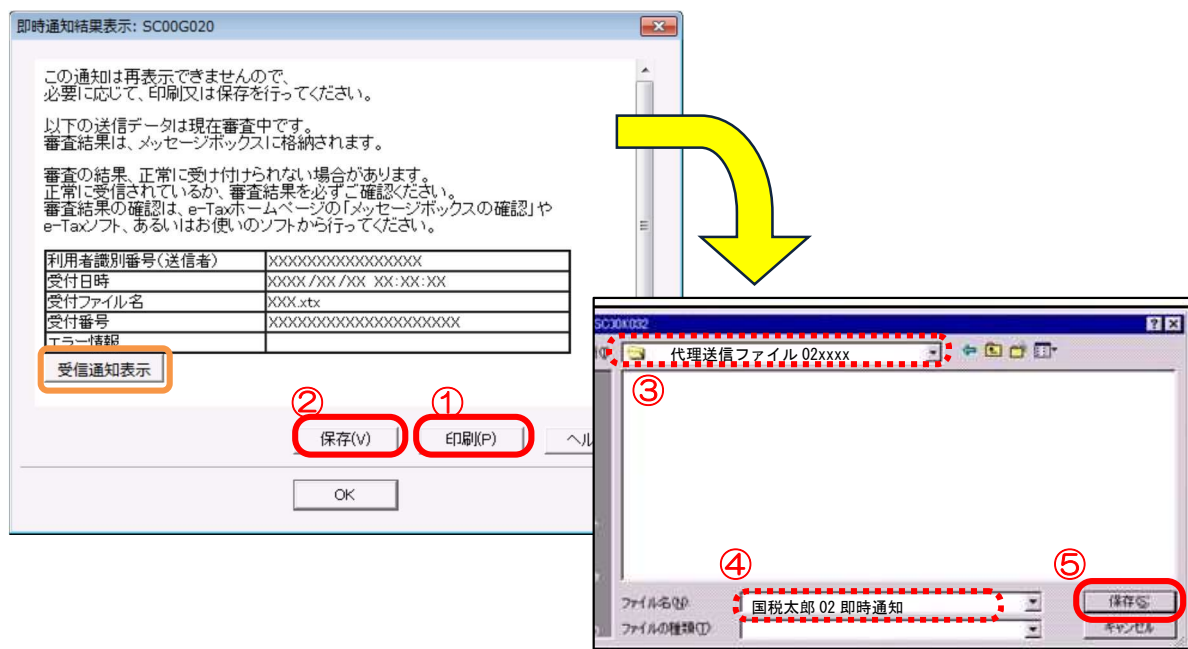 即時通知結果表示: SC00G020
この通知は再表示できませんので、
必要に応じて、印刷又は保存を行ってください。
以下の送信データは現在審査中です。
審査結果は、メッセージボックスに格納されます。
審査の結果、正常に受け付けられない場合があります。
正常に受信されているか、審査結果を必ずご確認ください。
審査結果の確認は、e-Taxホームページの「メッセージボックスの確認」や
e-Taxソフト、あるいはお使いのソフトから行ってください。
利用者識別番号(送信者) XXXXXXXXXXXXXXXX
受付日時 XXXX/XX/XX XX:XX:XX
受付ファイル名 XXX.xtx
受付番号 XXXXXXXXXXXXXXXXXXXX
エラー情報
受信通知表示
② ①
保存(V) 印刷(P) ヘル
OK
SC00K032
代理送信ファイル 02xxxx
③
④ ⑤
ファイル名(N): 国税太郎 02 即時通知 保存(S)
ファイルの種類(T): キャンセル